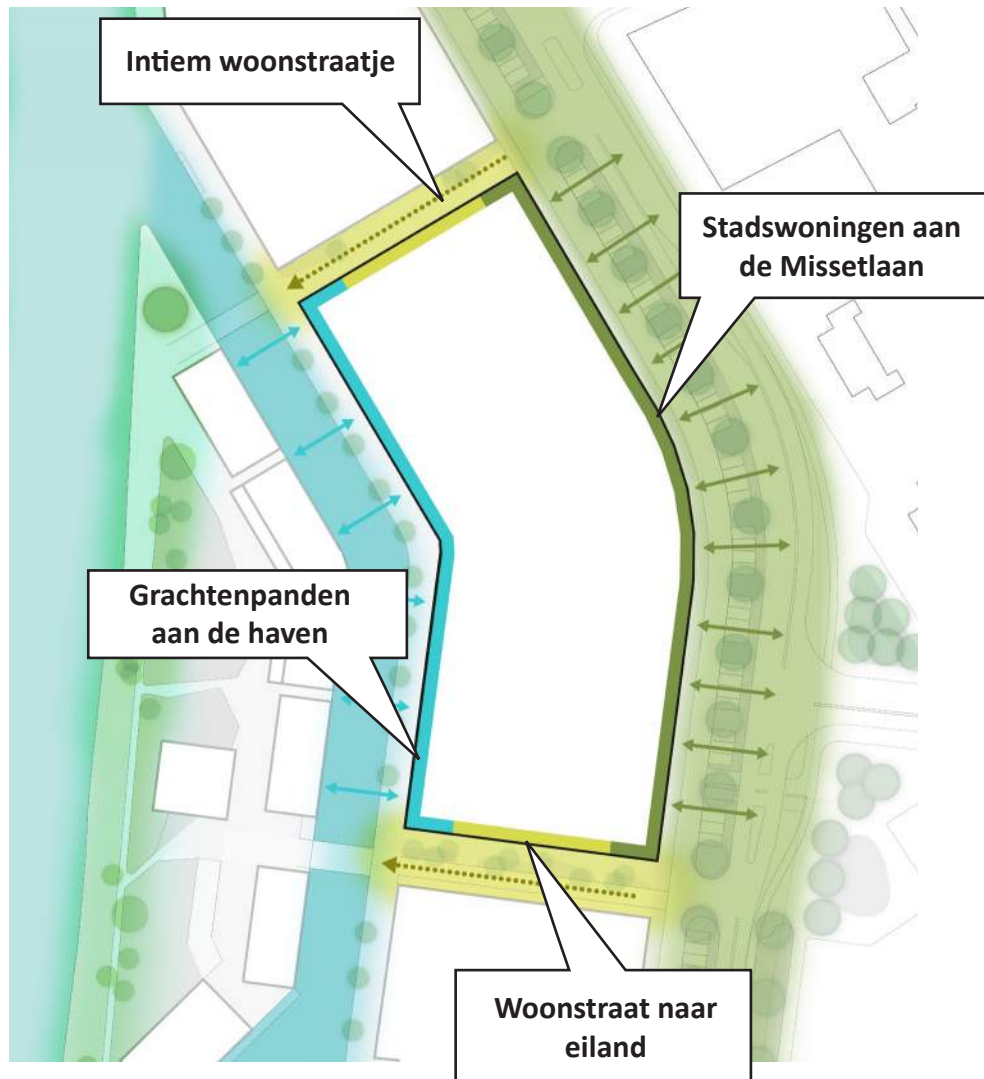 Intiem woonstraatje
Stadswoningen aan
de Missetlaan
Grachtenpanden
aan de haven
Woonstraat naar
eiland